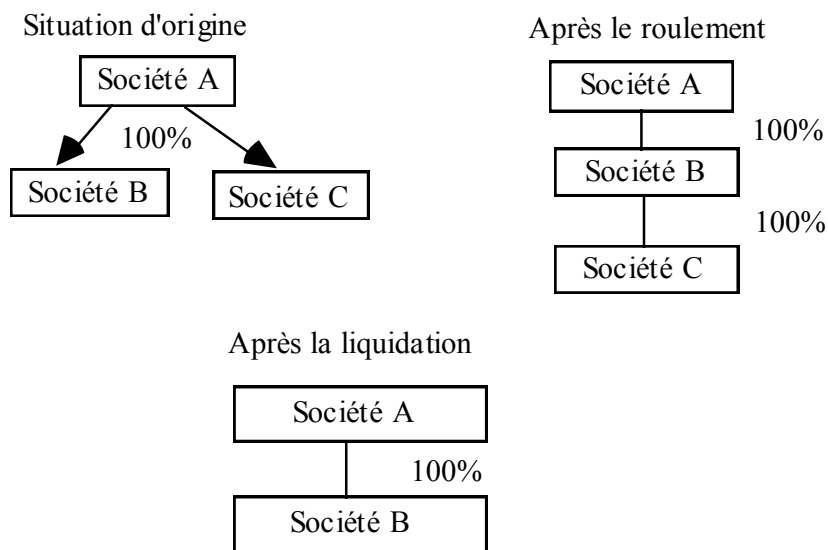 Situation d'origine
Société A
100%
Société B
Société C
Après le roulement
Société A
100%
Société B
100%
Société C
Après la liquidation
Société A
100%
Société B